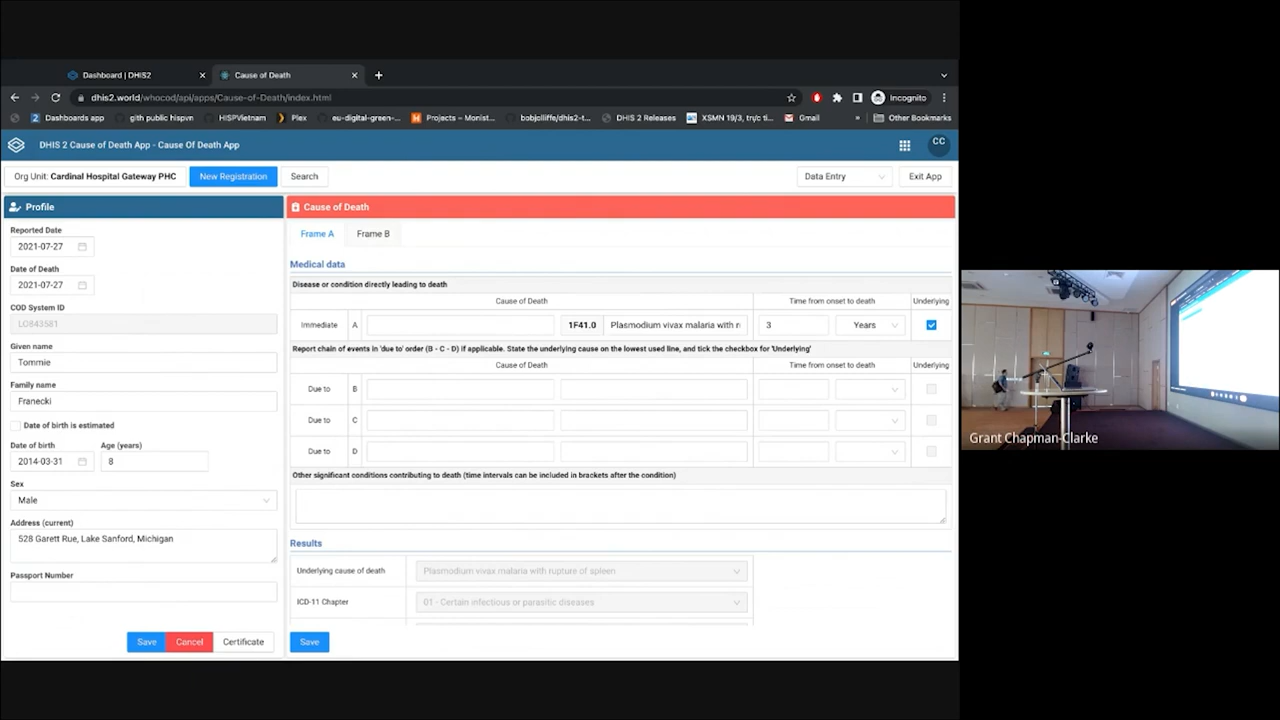 Dashboard | DHIS2
Cause of Death
dhis2.world/whocod/api/apps/Cause-of-Death/index.html
Incognito
Dashboards app
gith public hispvn
HISPVietnam
Plex
eu-digital-green-...
Projects – Monist...
bobjolliffe/dhis2-t...
DHIS 2 Releases
XSMN 19/3, trực ti...
Gmail
»
Other Bookmarks
DHIS 2 Cause of Death App - Cause Of Death App
CC
Org Unit: Cardinal Hospital Gateway PHC
New Registration
Search
Data Entry
Exit App
Profile
Reported Date
2021-07-27
Date of Death
2021-07-27
COD System ID
LO843581
Given name
Tommie
Family name
Franecki
Date of birth is estimated
Date of birth Age (years)
2014-03-31 8
Sex
Male
Address (current)
528 Garett Rue, Lake Sanford, Michigan
Passport Number
Save Cancel Certificate
Cause of Death
Frame A Frame B
Medical data
Disease or condition directly leading to death
Cause of Death Time from onset to death Underlying
Immediate A 1F41.0 Plasmodium vivax malaria with r 3 Years
Report chain of events in 'due to' order (B - C - D) if applicable. State the underlying cause on the lowest used line, and tick the checkbox for 'Underlying'
Cause of Death Time from onset to death Underlying
Due to B
Due to C
Due to D
Other significant conditions contributing to death (time intervals can be included in brackets after the condition)
Results
Underlying cause of death Plasmodium vivax malaria with rupture of spleen
ICD-11 Chapter 01 - Certain infectious or parasitic diseases
Save
Grant Chapman-Clarke